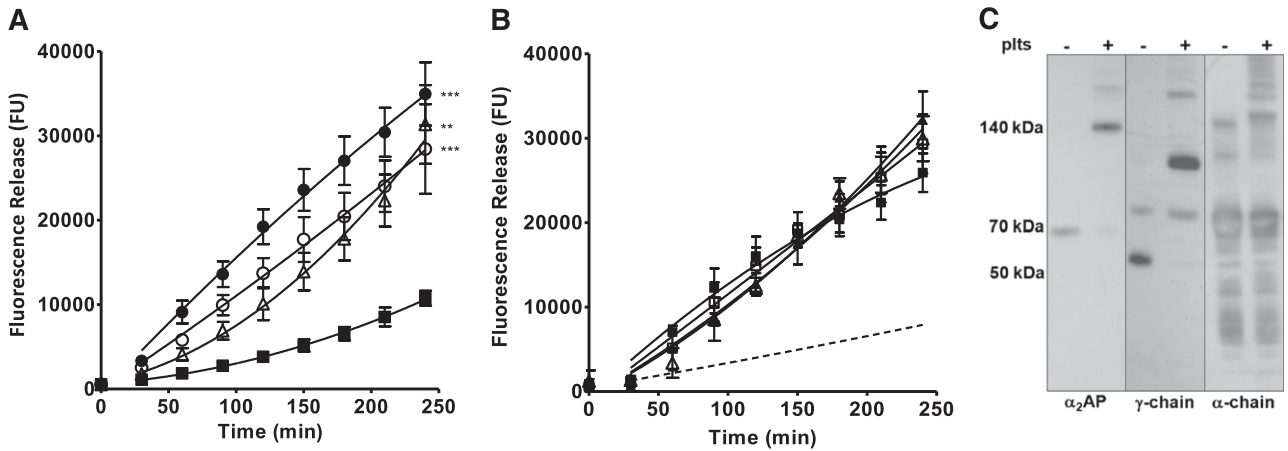 A
Fluorescence Release (FU)
40000
30000
20000
10000
0
0 50 100 150 200 250
Time (min)
***
**
***
B
Fluorescence Release (FU)
40000
30000
20000
10000
0
0 50 100 150 200 250
Time (min)
C
plts - + - + - +
140 kDa
70 kDa
50 kDa
α₂AP γ-chain α-chain